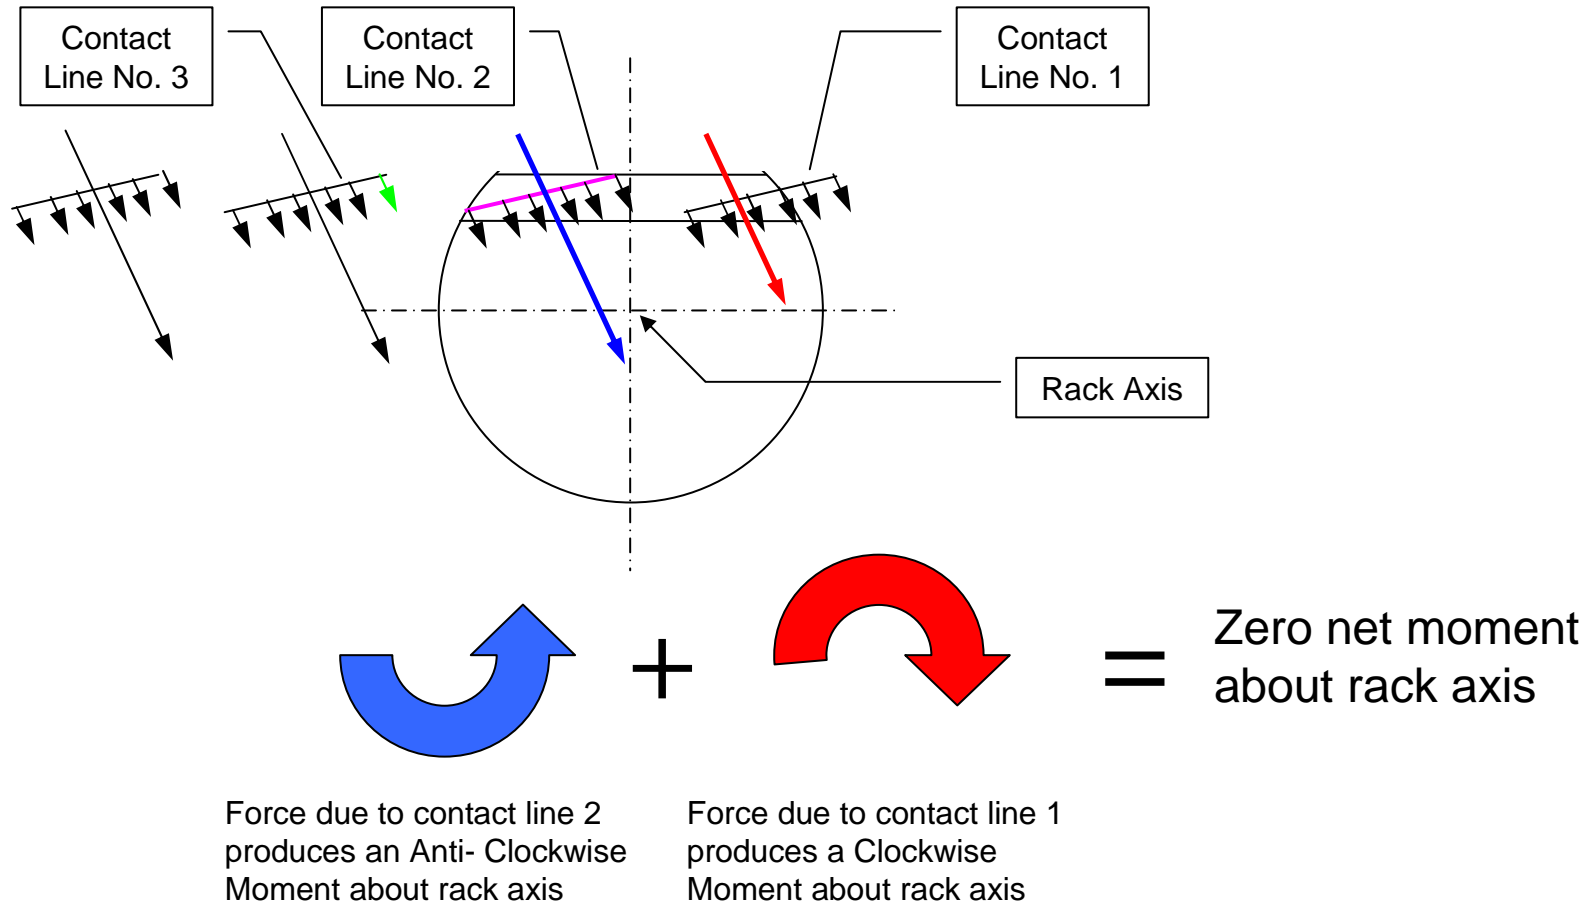 Contact
Line No. 3
Contact
Line No. 2
Contact
Line No. 1
Rack Axis
+
=
Zero net moment
about rack axis
Force due to contact line 2
produces an Anti- Clockwise
Moment about rack axis
Force due to contact line 1
produces a Clockwise
Moment about rack axis